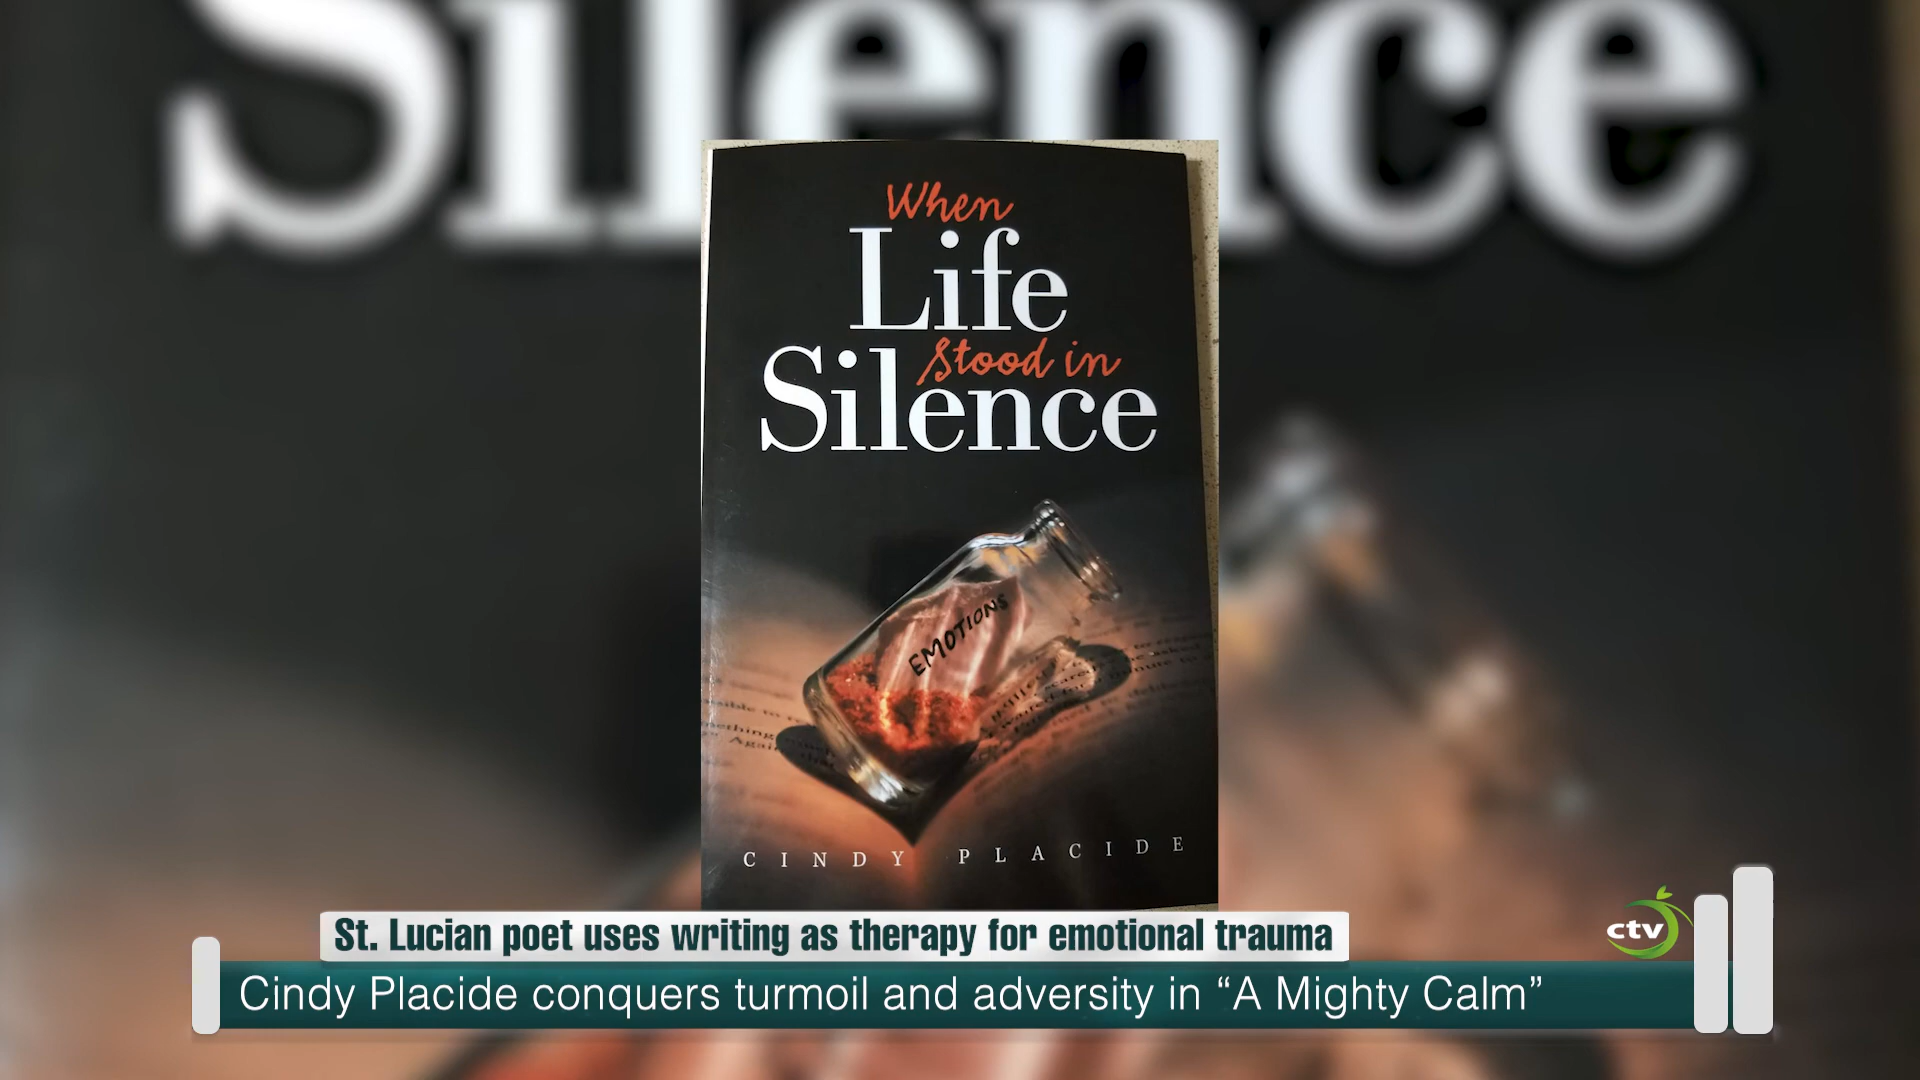 Silence
When
Life
Stood in
Silence
EMOTIONS
CINDY PLACIDE
St. Lucian poet uses writing as therapy for emotional trauma
ctv
Cindy Placide conquers turmoil and adversity in “A Mighty Calm”